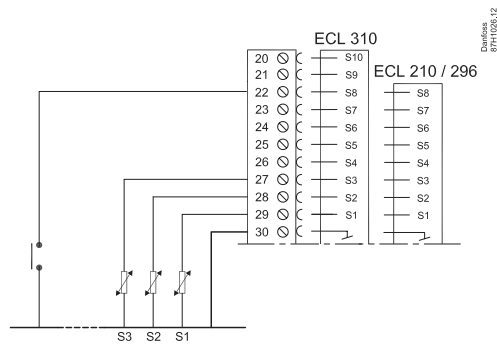 Danfoss
87H1026.12
ECL 310
ECL 210 / 296
20 S10
21 S9
22 S8 S8
23 S7 S7
24 S6 S6
25 S5 S5
26 S4 S4
27 S3 S3
28 S2 S2
29 S1 S1
30
S3 S2 S1